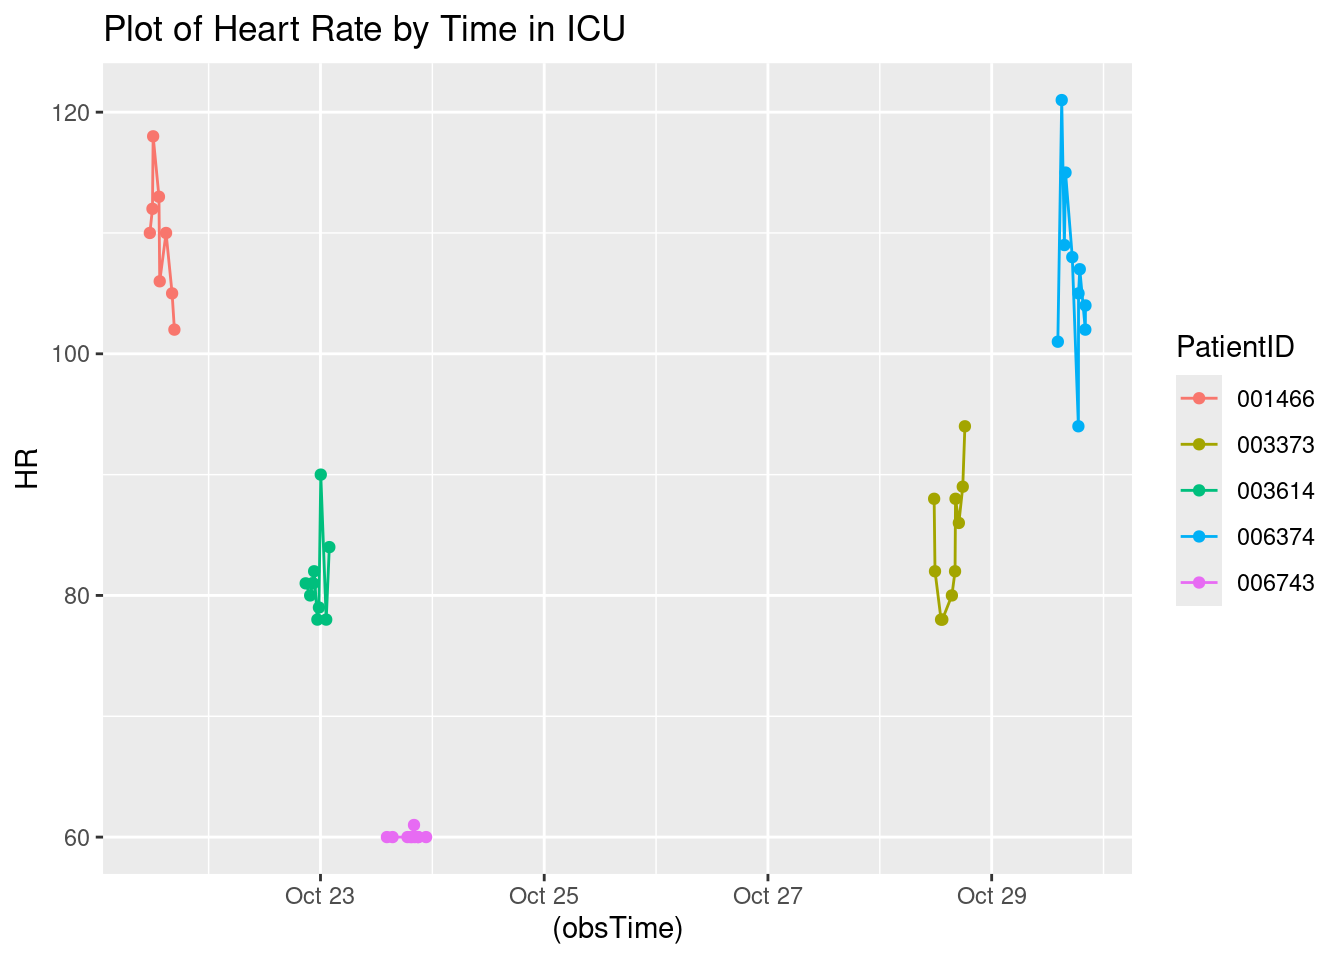 Plot of Heart Rate by Time in ICU
120
100
80
60
HR
Oct 23 Oct 25 Oct 27 Oct 29
(obsTime)
PatientID
001466
003373
003614
006374
006743